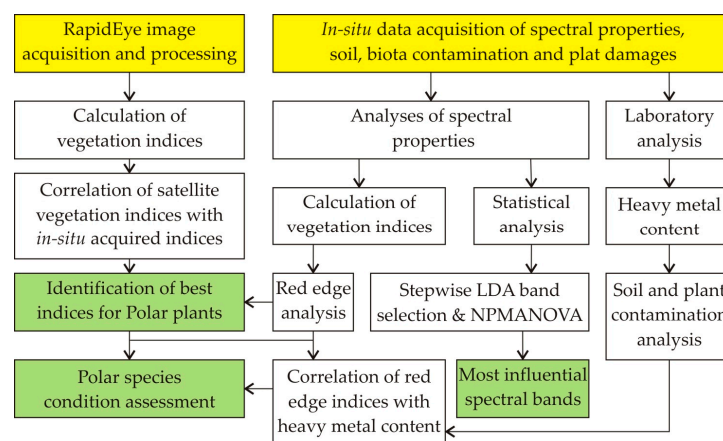 RapidEye image
acquisition and processing
In-situ data acquisition of spectral properties,
soil, biota contamination and plat damages
Calculation of
vegetation indices
Analyses of spectral
properties
Laboratory
analysis
Correlation of satellite
vegetation indices with
in-situ acquired indices
Calculation of
vegetation indices
Statistical
analysis
Heavy metal
content
Identification of best
indices for Polar plants
Red edge
analysis
Stepwise LDA band
selection & NPMANOVA
Soil and plant
contamination
analysis
Polar species
condition assessment
Correlation of red
edge indices with
heavy metal content
Most influential
spectral bands